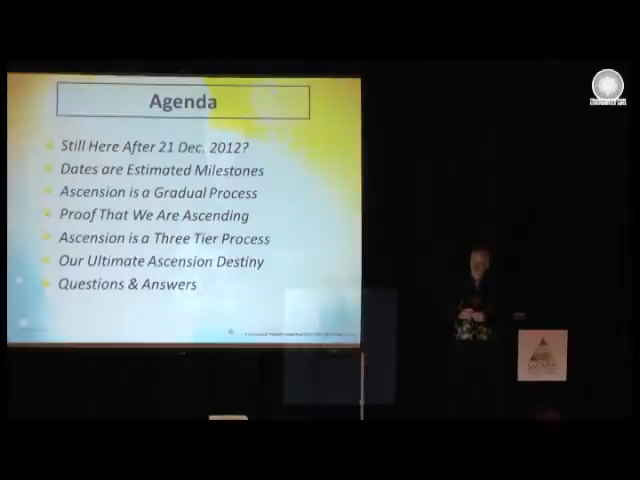 Agenda
Still Here After 21 Dec. 2012?
Dates are Estimated Milestones
Ascension is a Gradual Process
Proof That We Are Ascending
Ascension is a Three Tier Process
Our Ultimate Ascension Destiny
Questions & Answers